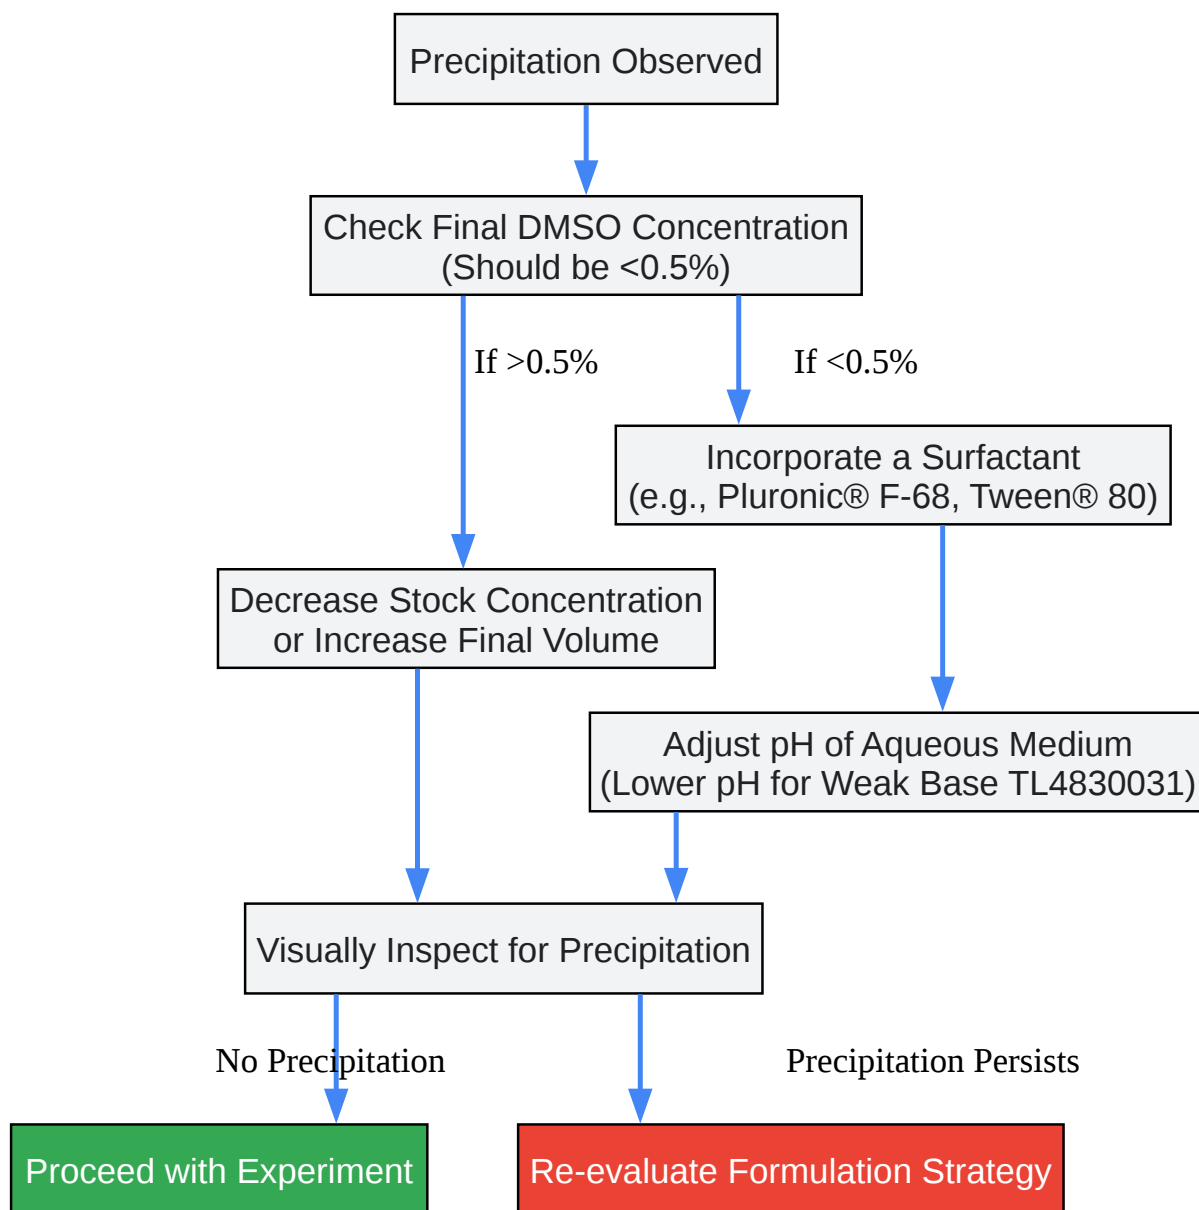 Precipitation Observed
Check Final DMSO Concentration
(Should be <0.5%)
If >0.5%
If <0.5%
Incorporate a Surfactant
(e.g., Pluronic® F-68, Tween® 80)
Decrease Stock Concentration
or Increase Final Volume
Adjust pH of Aqueous Medium
(Lower pH for Weak Base TL4830031)
Visually Inspect for Precipitation
No Precipitation
Precipitation Persists
Proceed with Experiment
Re-evaluate Formulation Strategy